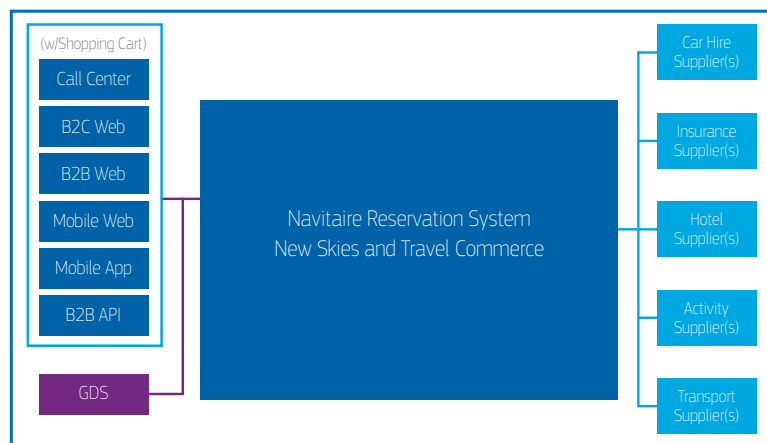 (w/Shopping Cart)
Call Center
B2C Web
B2B Web
Mobile Web
Mobile App
B2B API
GDS
Navitaire Reservation System
New Skies and Travel Commerce
Car Hire
Supplier(s)
Insurance
Supplier(s)
Hotel
Supplier(s)
Activity
Supplier(s)
Transport
Supplier(s)